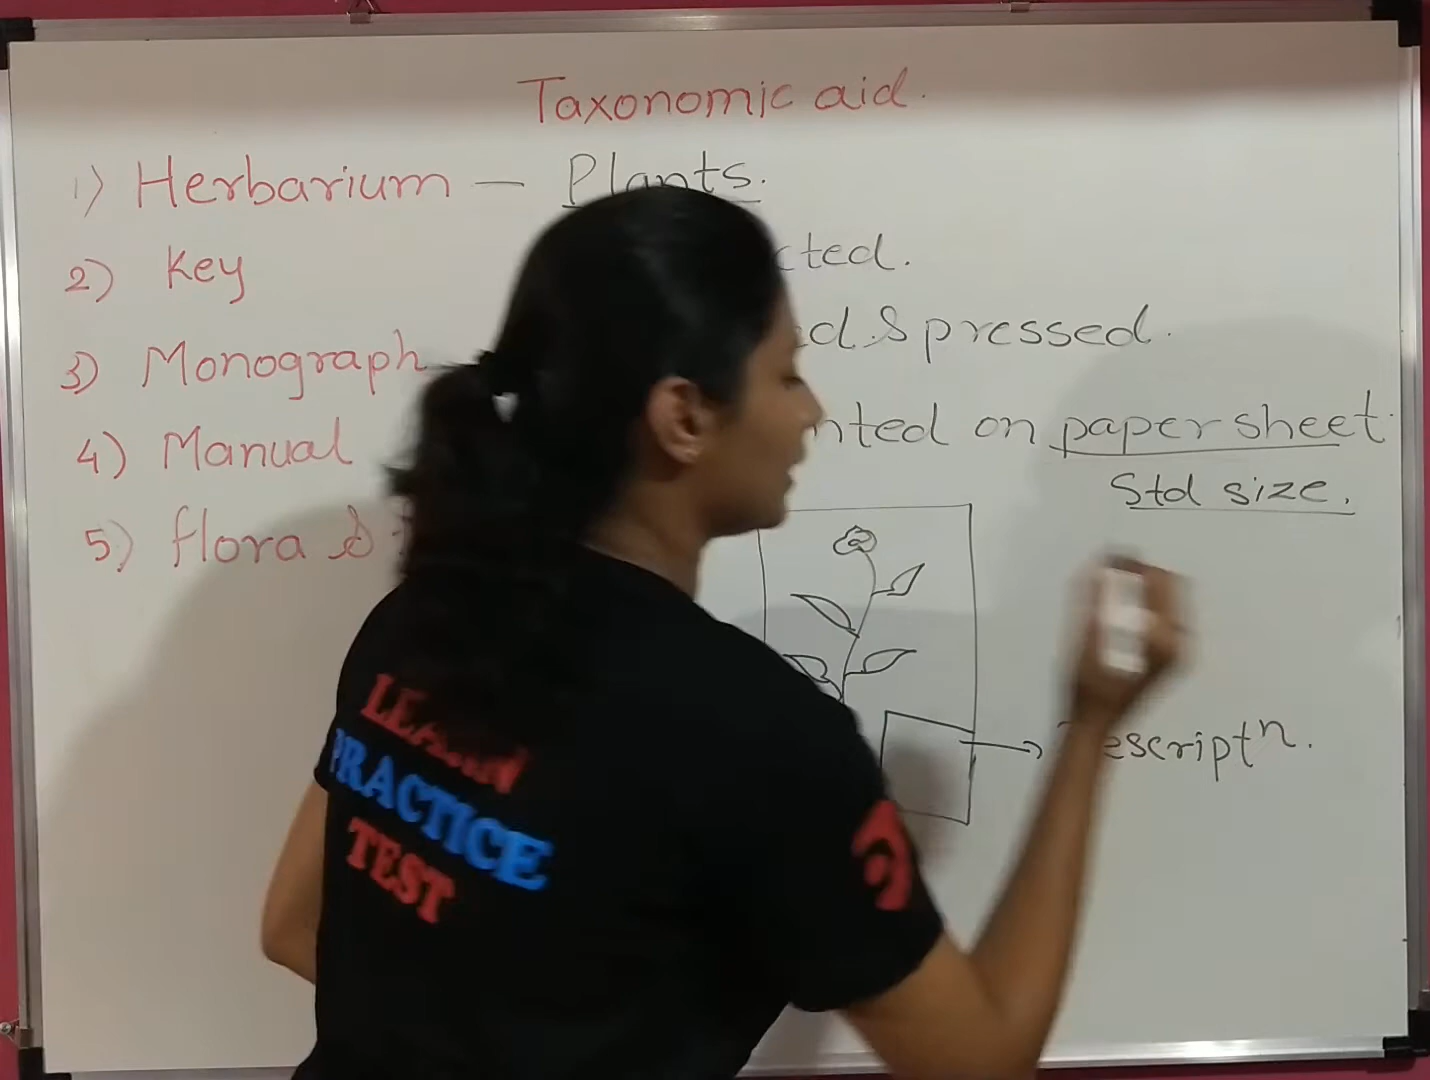 Taxonomic aid.
1) Herbarium — Plants.
cted.
2) Key
d & pressed.
3) Monograph
nted on paper sheet.
4) Manual
Std size.
5) flora &
escriptⁿ.
LEARN
PRACTICE
TEST